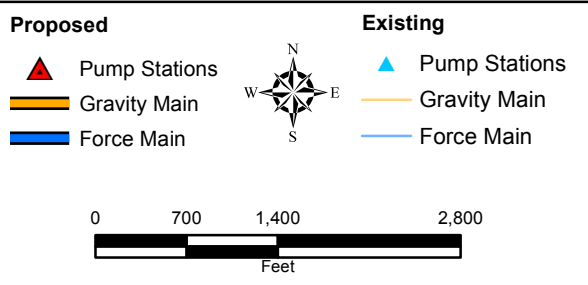 Proposed
Pump Stations
Gravity Main
Force Main
N
W E
S
Existing
Pump Stations
Gravity Main
Force Main
0 700 1,400 2,800
Feet